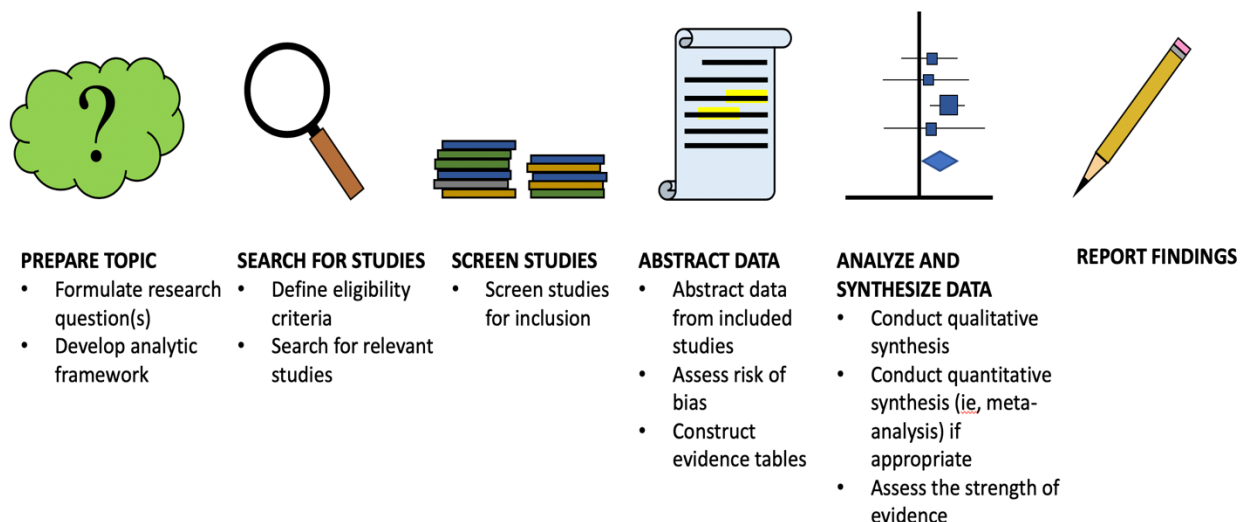 ?
PREPARE TOPIC
• Formulate research
question(s)
• Develop analytic
framework
SEARCH FOR STUDIES
• Define eligibility
criteria
• Search for relevant
studies
SCREEN STUDIES
• Screen studies
for inclusion
ABSTRACT DATA
• Abstract data
from included
studies
• Assess risk of
bias
• Construct
evidence tables
ANALYZE AND
SYNTHESIZE DATA
• Conduct qualitative
synthesis
• Conduct quantitative
synthesis (ie, meta-
analysis) if
appropriate
• Assess the strength of
evidence
REPORT FINDINGS